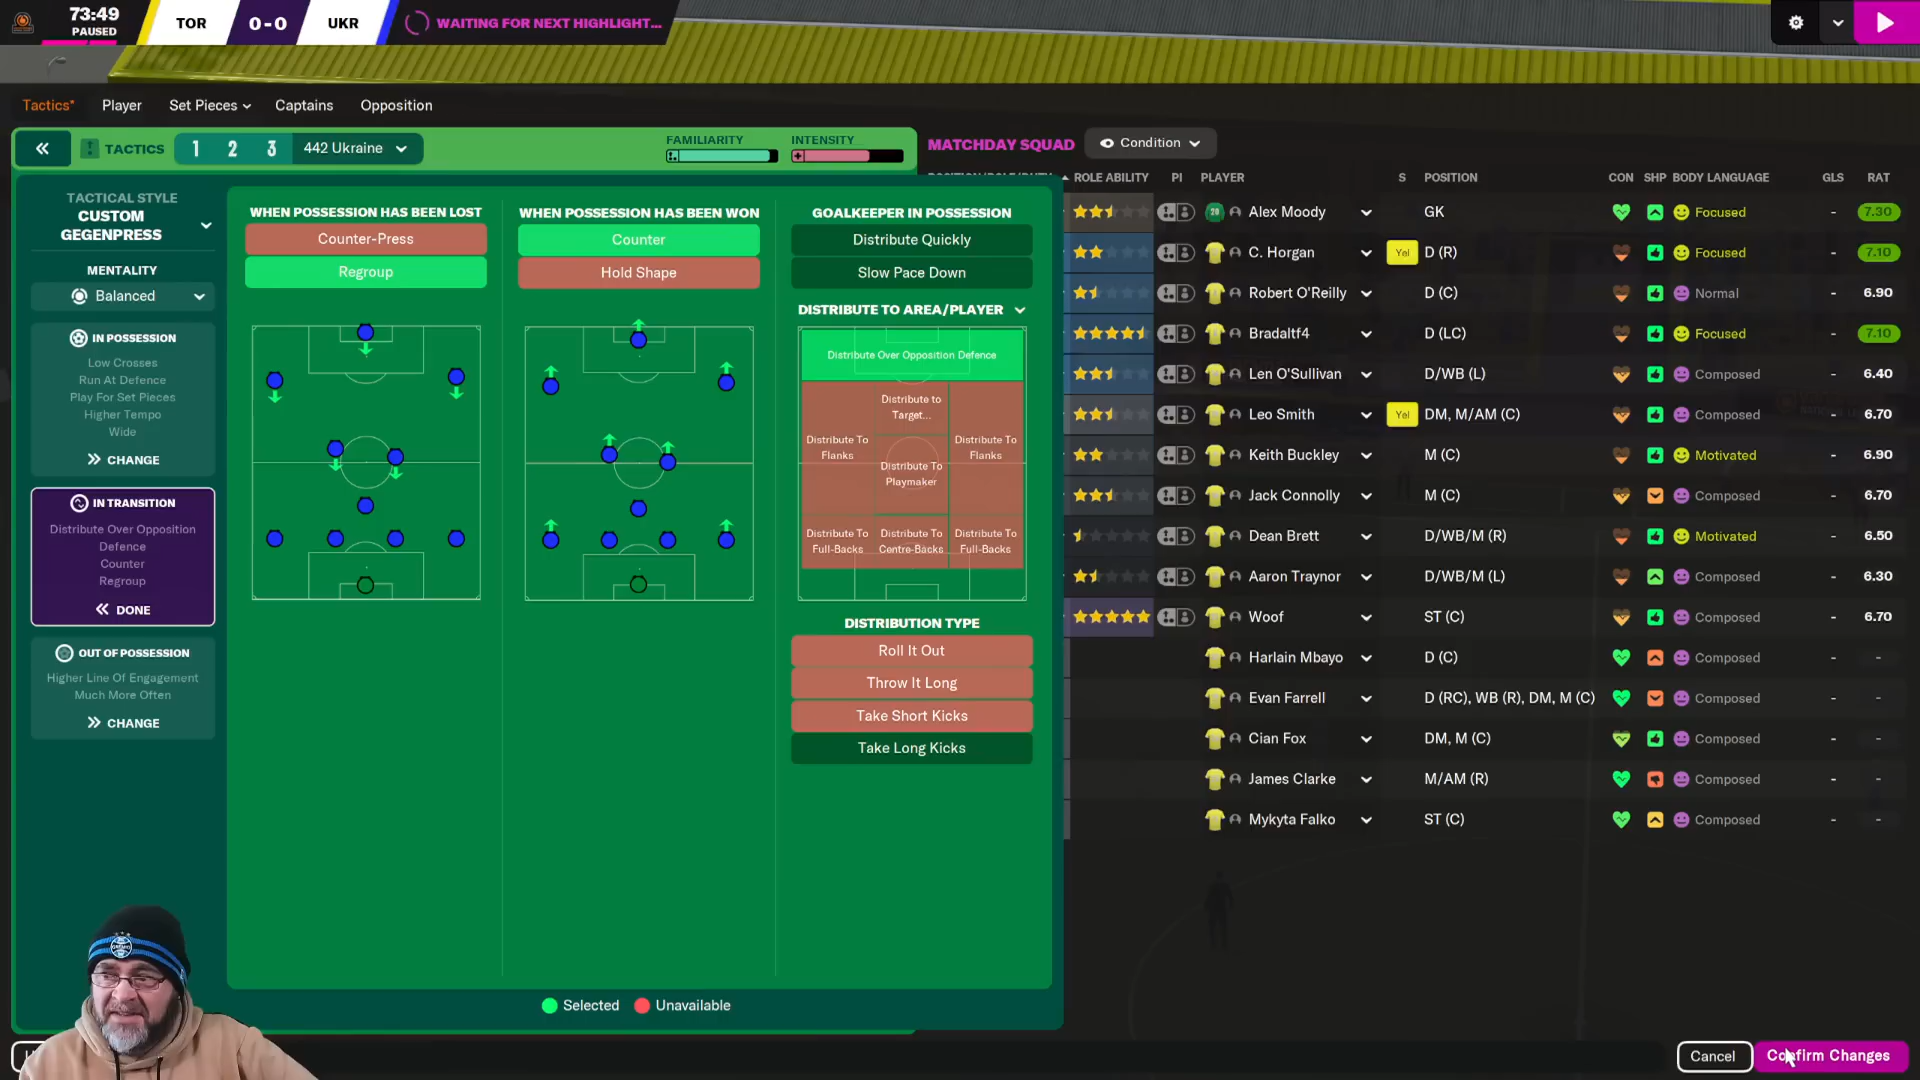 73:49
PAUSED
TOR
0-0
UKR
WAITING FOR NEXT HIGHLIGHT...
Tactics*
Player
Set Pieces
Captains
Opposition
TACTICS
1 2 3
442 Ukraine
FAMILIARITY
INTENSITY
MATCHDAY SQUAD
Condition
TACTICAL STYLE
CUSTOM
GEGENPRESS
MENTALITY
Balanced
IN POSSESSION
Low Crosses
Run At Defence
Play For Set Pieces
Higher Tempo
Wide
CHANGE
IN TRANSITION
Distribute Over Opposition
Defence
Counter
Regroup
DONE
OUT OF POSSESSION
Higher Line Of Engagement
Much More Often
CHANGE
WHEN POSSESSION HAS BEEN LOST
Counter-Press
Regroup
WHEN POSSESSION HAS BEEN WON
Counter
Hold Shape
GOALKEEPER IN POSSESSION
Distribute Quickly
Slow Pace Down
DISTRIBUTE TO AREA/PLAYER
Distribute Over Opposition Defence
Distribute to
Target...
Distribute To
Flanks
Distribute To
Flanks
Distribute To
Playmaker
Distribute To
Full-Backs
Distribute To
Centre-Backs
Distribute To
Full-Backs
DISTRIBUTION TYPE
Roll It Out
Throw It Long
Take Short Kicks
Take Long Kicks
Selected
Unavailable
ROLE ABILITY PI PLAYER S POSITION CON SHP BODY LANGUAGE GLS RAT
Alex Moody GK Focused - 7.30
C. Horgan Yel D (R) Focused - 7.10
Robert O'Reilly D (C) Normal - 6.90
Bradaltf4 D (LC) Focused - 7.10
Len O'Sullivan D/WB (L) Composed - 6.40
Leo Smith Yel DM, M/AM (C) Composed - 6.70
Keith Buckley M (C) Motivated - 6.90
Jack Connolly M (C) Composed - 6.70
Dean Brett D/WB/M (R) Motivated - 6.50
Aaron Traynor D/WB/M (L) Composed - 6.30
Woof ST (C) Composed - 6.70
Harlain Mbayo D (C) Composed - -
Evan Farrell D (RC), WB (R), DM, M (C) Composed - -
Cian Fox DM, M (C) Composed - -
James Clarke M/AM (R) Composed - -
Mykyta Falko ST (C) Composed - -
Cancel
Confirm Changes